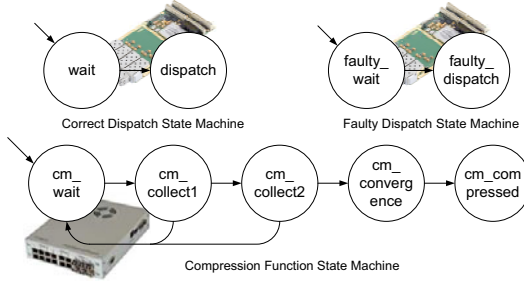 wait
dispatch
faulty_
wait
faulty_
dispatch
Correct Dispatch State Machine
Faulty Dispatch State Machine
cm_
wait
cm_
collect1
cm_
collect2
cm_
converg
ence
cm_com
pressed
Compression Function State Machine